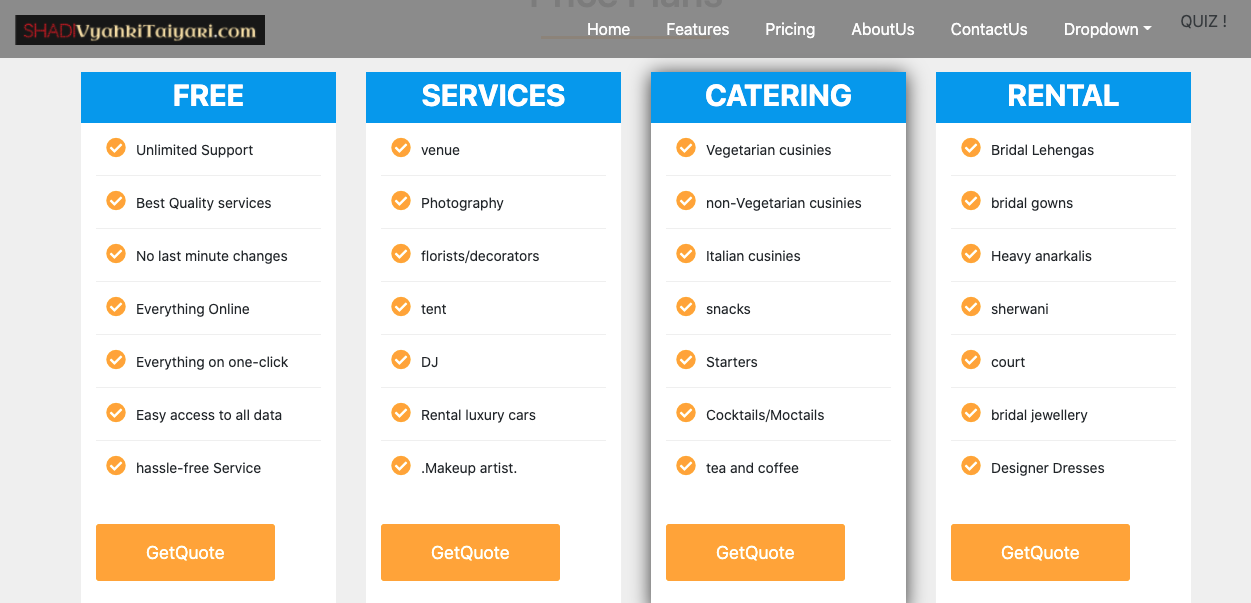 Price Plans
SHADIVyahkiTaiyari.com
Home Features Pricing AboutUs ContactUs Dropdown QUIZ !
FREE
Unlimited Support
Best Quality services
No last minute changes
Everything Online
Everything on one-click
Easy access to all data
hassle-free Service
GetQuote
SERVICES
venue
Photography
florists/decorators
tent
DJ
Rental luxury cars
.Makeup artist.
GetQuote
CATERING
Vegetarian cusinies
non-Vegetarian cusinies
Italian cusinies
snacks
Starters
Cocktails/Moctails
tea and coffee
GetQuote
RENTAL
Bridal Lehengas
bridal gowns
Heavy anarkalis
sherwani
court
bridal jewellery
Designer Dresses
GetQuote